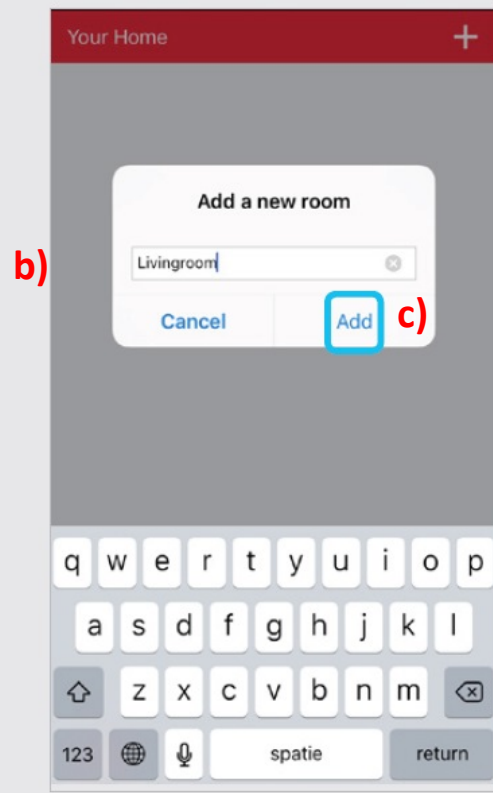 Your Home +
Add a new room
b)
Livingroom
Cancel Add c)
q w e r t y u i o p
a s d f g h j k l
z x c v b n m
123 spatie return